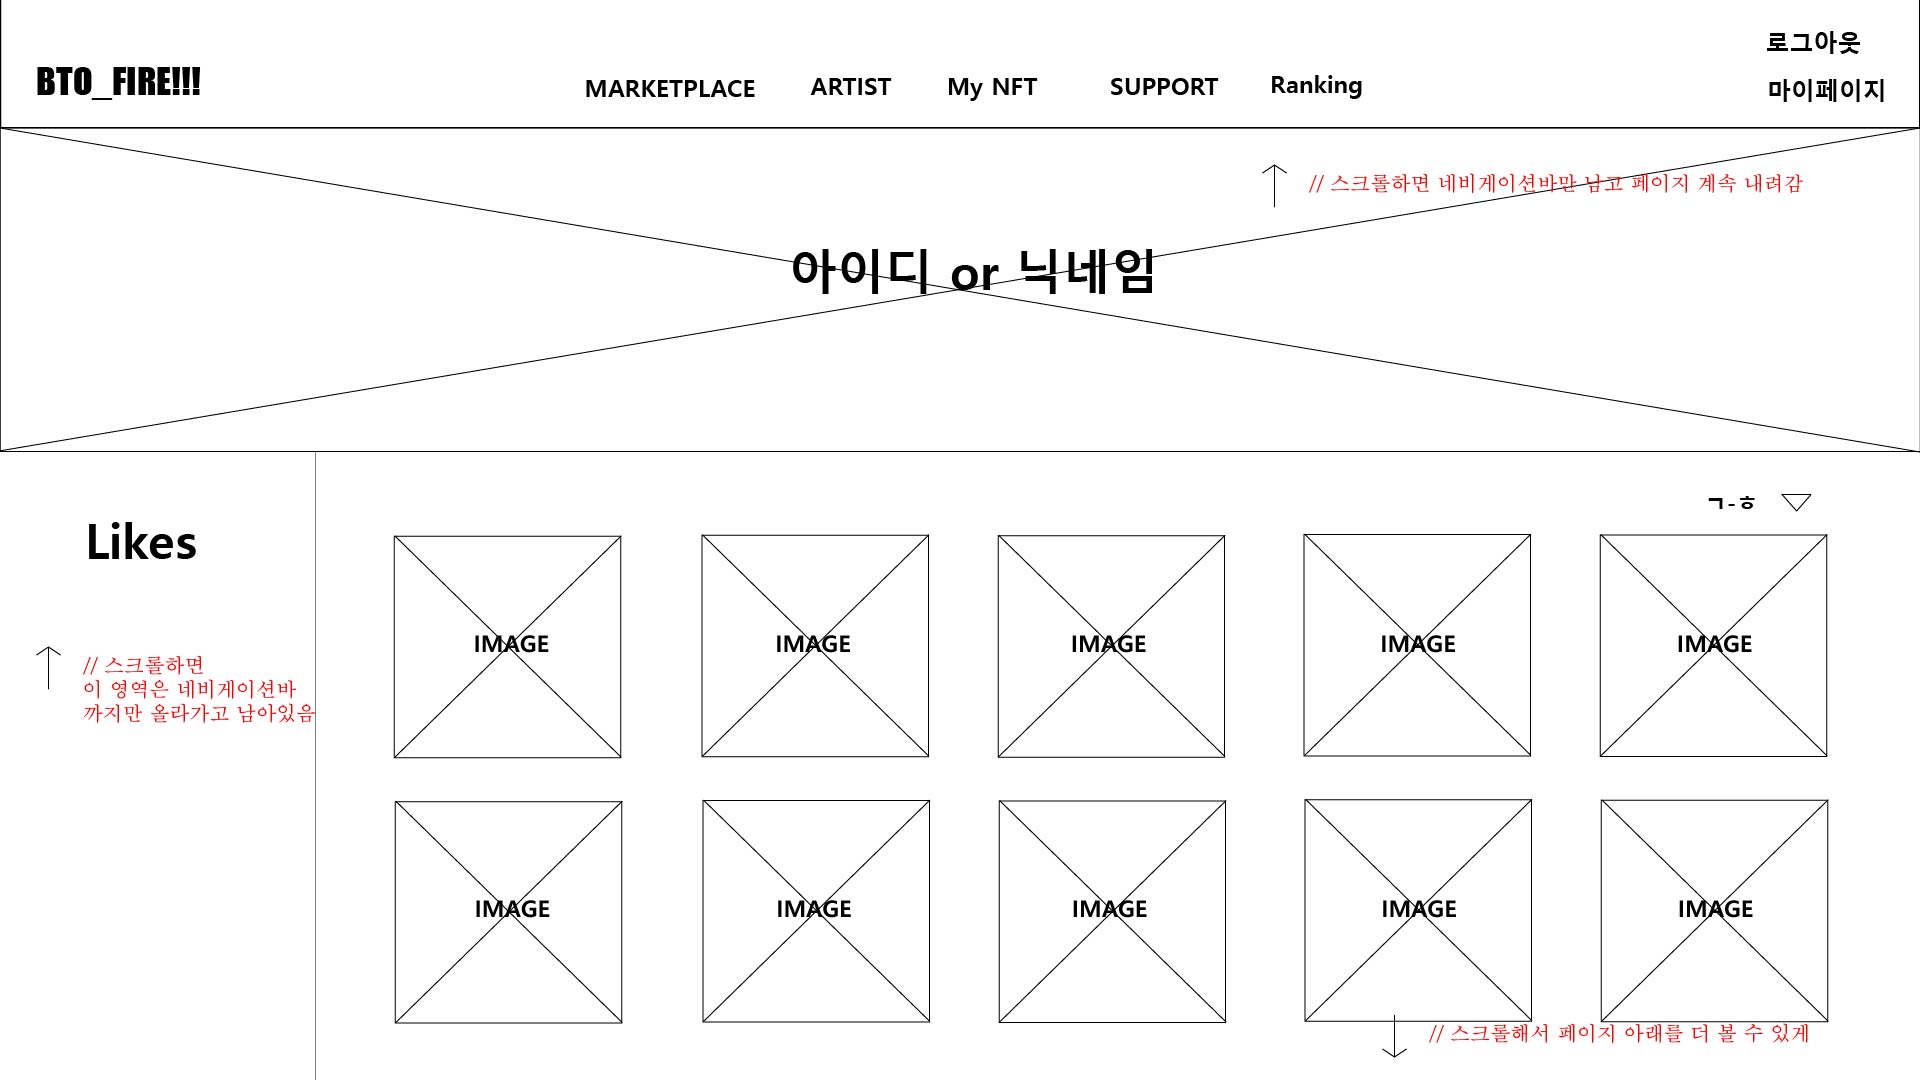 로그아웃
BTO_FIRE!!!
MARKETPLACE
ARTIST
My NFT
SUPPORT
Ranking
마이페이지
// 스크롤하면 네비게이션바만 남고 페이지 계속 내려감
아이디 or 닉네임
ㄱ-ㅎ
Likes
IMAGE
IMAGE
IMAGE
IMAGE
IMAGE
// 스크롤하면
이 영역은 네비게이션바
까지만 올라가고 남아있음
IMAGE
IMAGE
IMAGE
IMAGE
IMAGE
// 스크롤해서 페이지 아래를 더 볼 수 있게